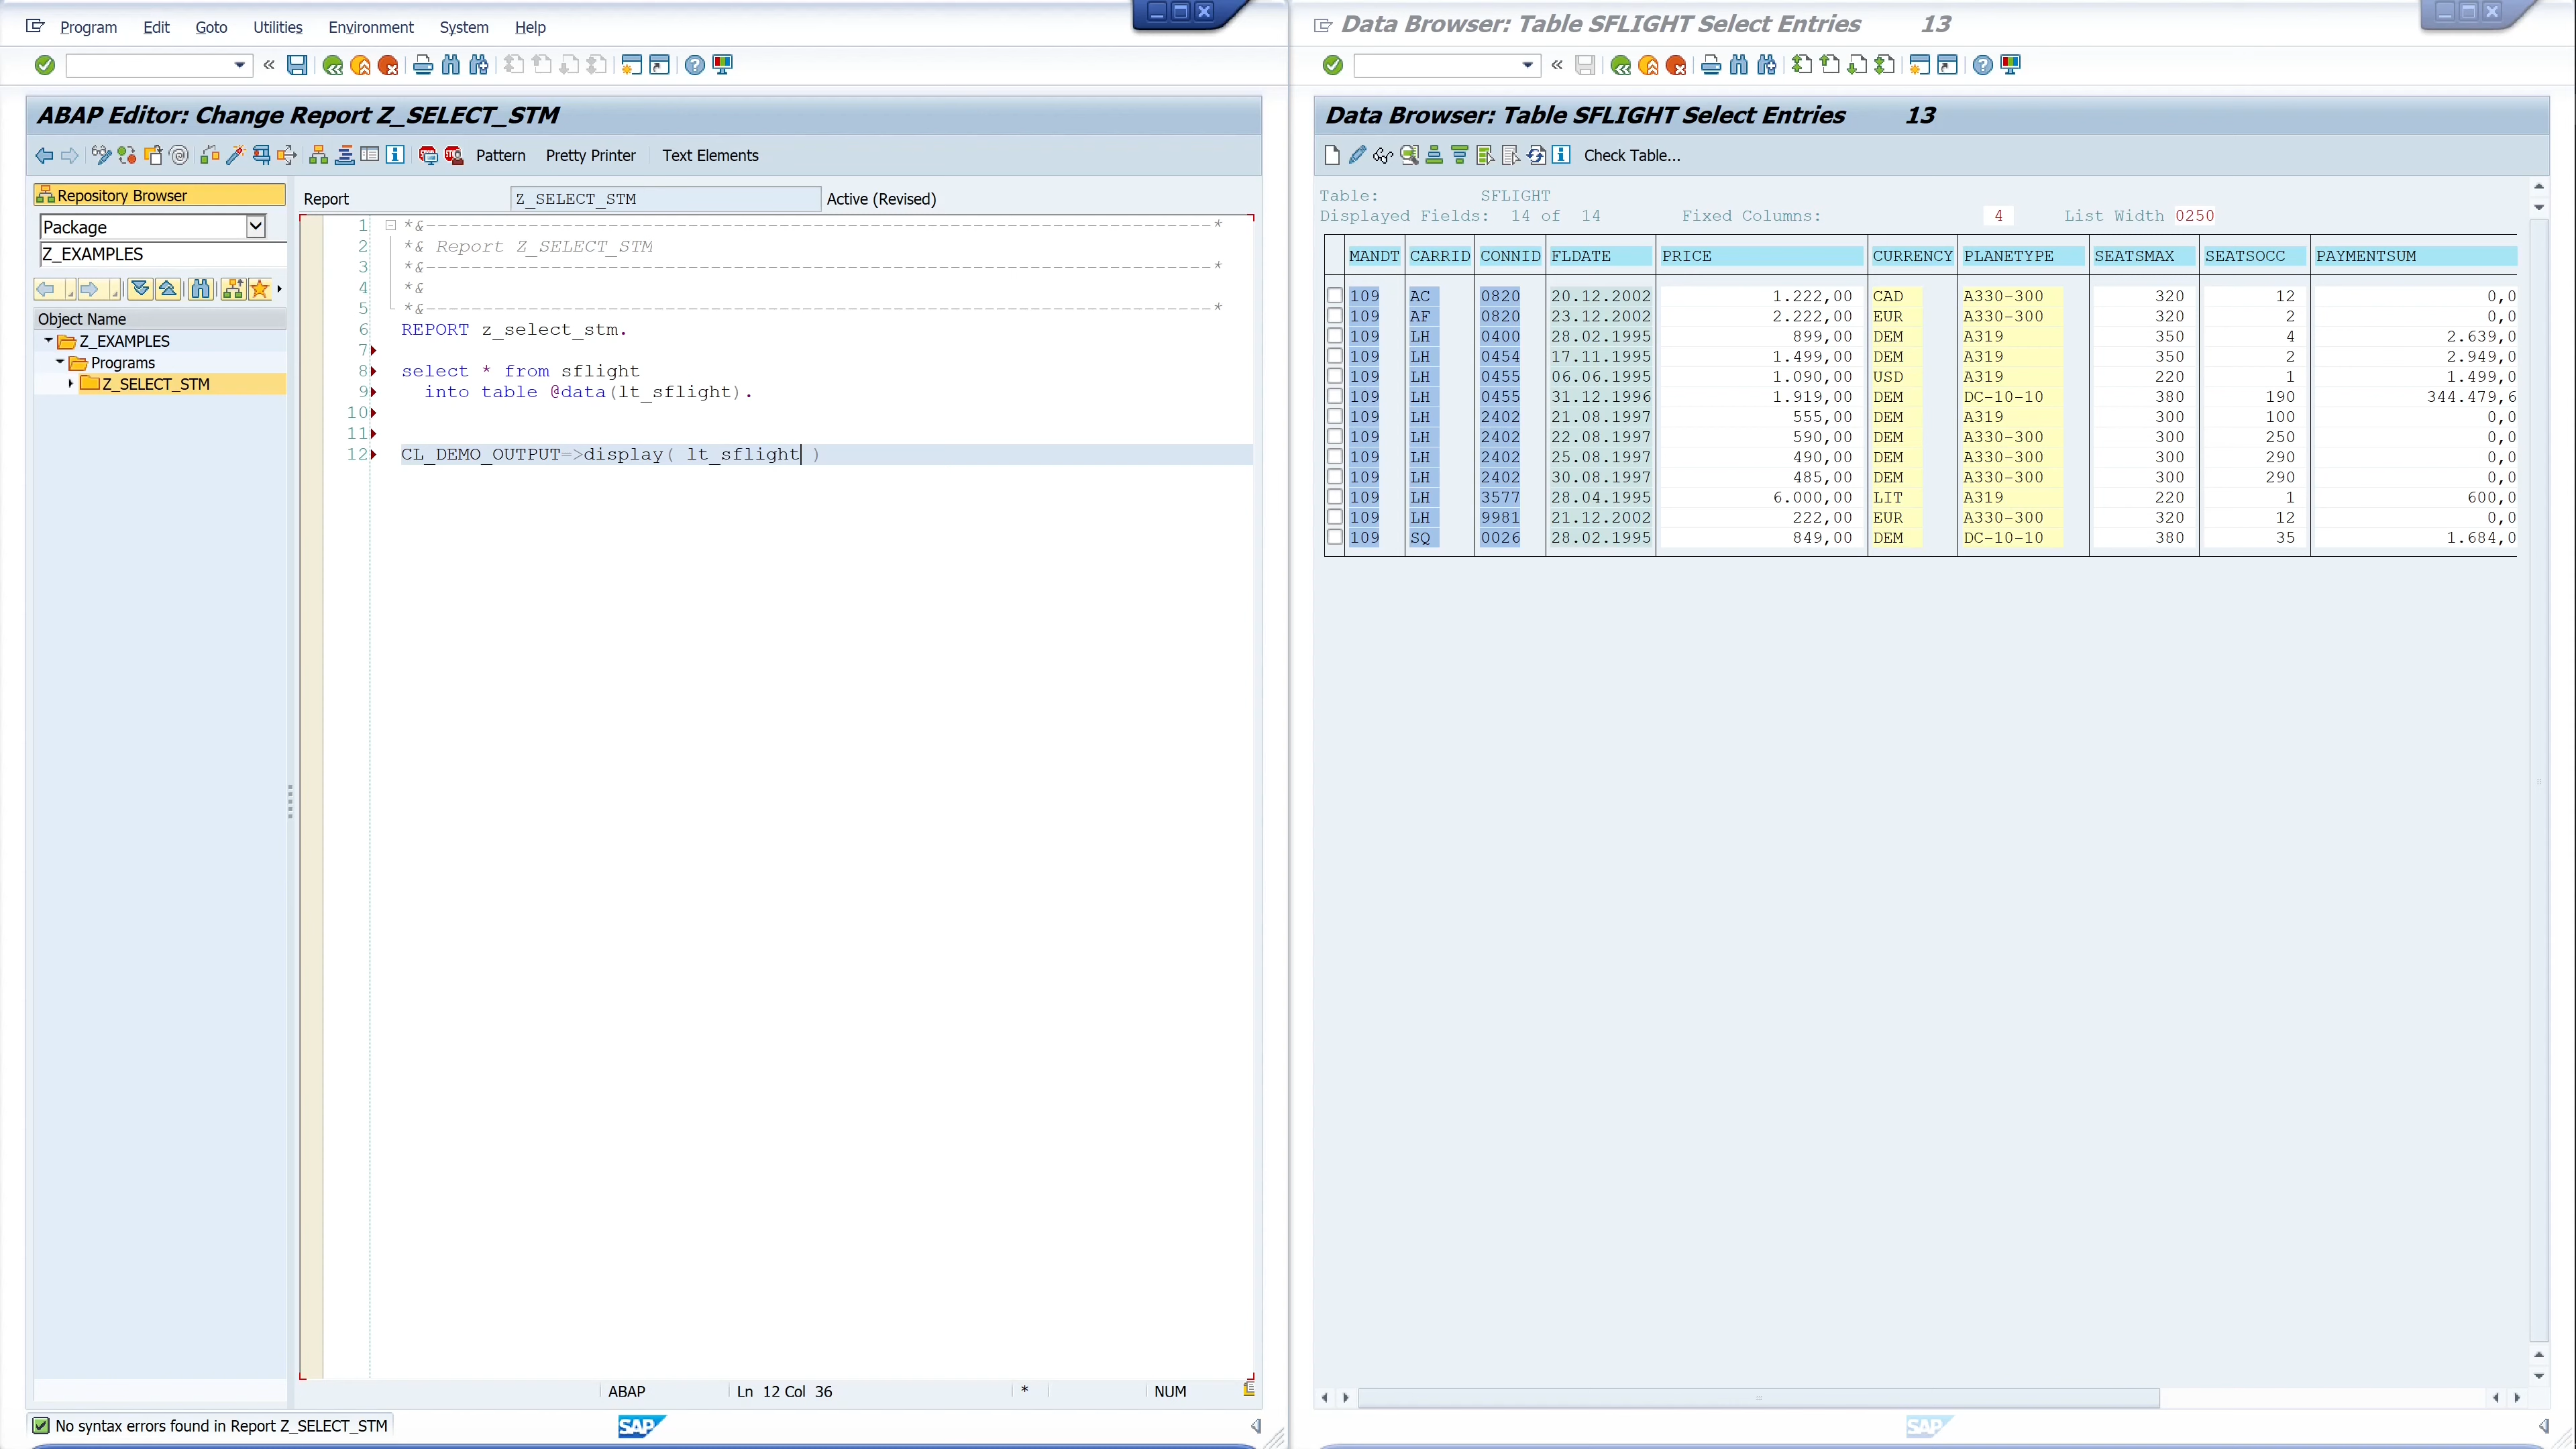 Program Edit Goto Utilities Environment System Help
ABAP Editor: Change Report Z_SELECT_STM
Pattern Pretty Printer Text Elements
Repository Browser
Package
Z_EXAMPLES
Object Name
Z_EXAMPLES
Programs
Z_SELECT_STM
Report Z_SELECT_STM Active (Revised)
1 *&---------------------------------------------------------------------*
2 *& Report Z_SELECT_STM
3 *&---------------------------------------------------------------------*
4 *&
5 *&---------------------------------------------------------------------*
6 REPORT z_select_stm.
7
8 select * from sflight
9 into table @data(lt_sflight).
10
11
12 CL_DEMO_OUTPUT=>display( lt_sflight )
ABAP Ln 12 Col 36 * NUM
No syntax errors found in Report Z_SELECT_STM
SAP
Data Browser: Table SFLIGHT Select Entries 13
Data Browser: Table SFLIGHT Select Entries 13
Check Table...
Table: SFLIGHT
Displayed Fields: 14 of 14 Fixed Columns: 4 List Width 0250
MANDT CARRID CONNID FLDATE PRICE CURRENCY PLANETYPE SEATSMAX SEATSOCC PAYMENTSUM
109 AC 0820 20.12.2002 1.222,00 CAD A330-300 320 12 0,0
109 AF 0820 23.12.2002 2.222,00 EUR A330-300 320 2 0,0
109 LH 0400 28.02.1995 899,00 DEM A319 350 4 2.639,0
109 LH 0454 17.11.1995 1.499,00 DEM A319 350 2 2.949,0
109 LH 0455 06.06.1995 1.090,00 USD A319 220 1 1.499,0
109 LH 0455 31.12.1996 1.919,00 DEM DC-10-10 380 190 344.479,6
109 LH 2402 21.08.1997 555,00 DEM A319 300 100 0,0
109 LH 2402 22.08.1997 590,00 DEM A330-300 300 250 0,0
109 LH 2402 25.08.1997 490,00 DEM A330-300 300 290 0,0
109 LH 2402 30.08.1997 485,00 DEM A330-300 300 290 0,0
109 LH 3577 28.04.1995 6.000,00 LIT A319 220 1 600,0
109 LH 9981 21.12.2002 222,00 EUR A330-300 320 12 0,0
109 SQ 0026 28.02.1995 849,00 DEM DC-10-10 380 35 1.684,0
SAP